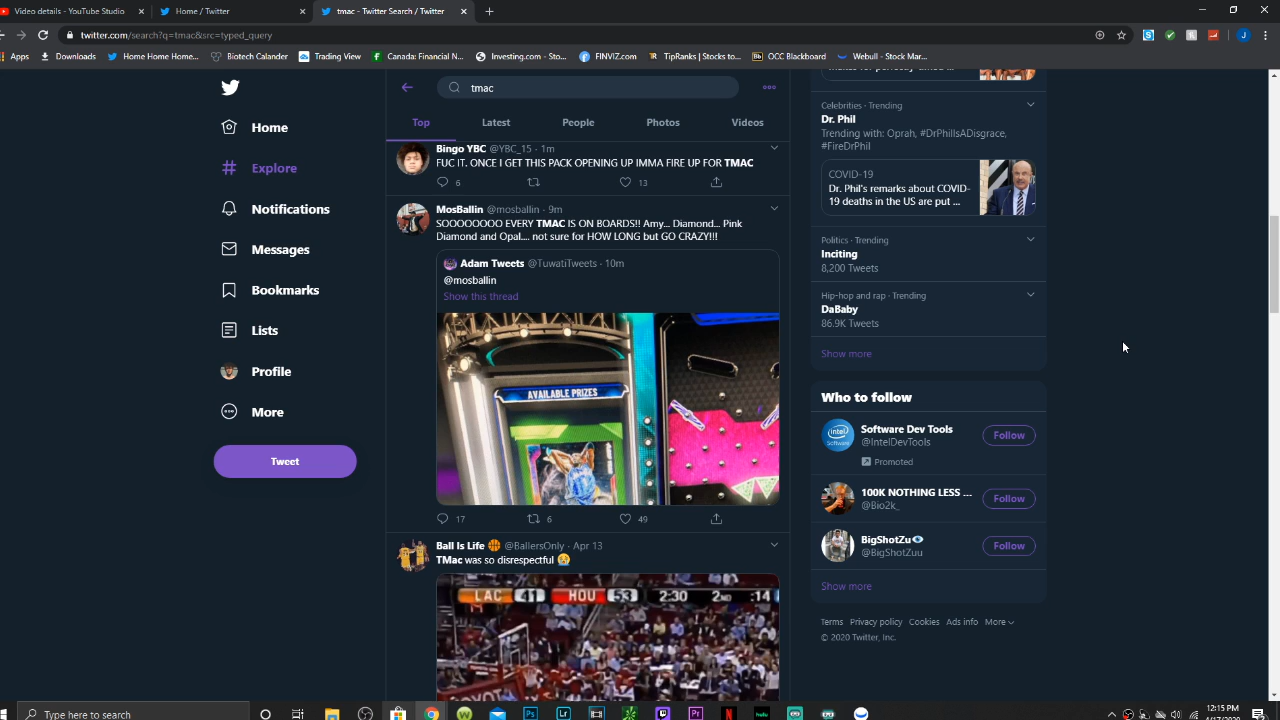 Video details - YouTube Studio
Home / Twitter
tmac - Twitter Search / Twitter
twitter.com/search?q=tmac&src=typed_query
J
Apps
Downloads
Home Home Home...
Biotech Calender
Trading View
Canada: Financial N...
Investing.com - Sto...
FINVIZ.com
TipRanks | Stocks to...
OCC Blackboard
Webull - Stock Mar...
tmac
Home
Explore
Notifications
Messages
Bookmarks
Lists
Profile
More
Tweet
Top
Latest
People
Photos
Videos
Bingo YBC @YBC_15 · 1m
FUC IT. ONCE I GET THIS PACK OPENING UP IMMA FIRE UP FOR TMAC
6
13
MosBallin @mosballin · 9m
SOOOOOOOO EVERY TMAC IS ON BOARDS!! Amy... Diamond... Pink
Diamond and Opal.... not sure for HOW LONG but GO CRAZY!!!
Adam Tweets @TuwatiTweets · 10m
@mosballin
Show this thread
AVAILABLE PRIZES
17
6
49
Ball Is Life 🏀 @BallersOnly · Apr 13
TMac was so disrespectful 😭
LAC 41 HOU 53 2:30 2ND :14
Celebrities · Trending
Dr. Phil
Trending with: Oprah, #DrPhilIsADisgrace,
#FireDrPhil
COVID-19
Dr. Phil's remarks about COVID-
19 deaths in the US are put ...
Politics · Trending
Inciting
8,200 Tweets
Hip-hop and rap · Trending
DaBaby
86.9K Tweets
Show more
Who to follow
intel
Software
Software Dev Tools
@IntelDevTools
Follow
Promoted
100K NOTHING LESS ...
@Bio2k_
Follow
BigShotZu👁
@BigShotZuu
Follow
Show more
Terms Privacy policy Cookies Ads info More
© 2020 Twitter, Inc.
Type here to search
12:15 PM